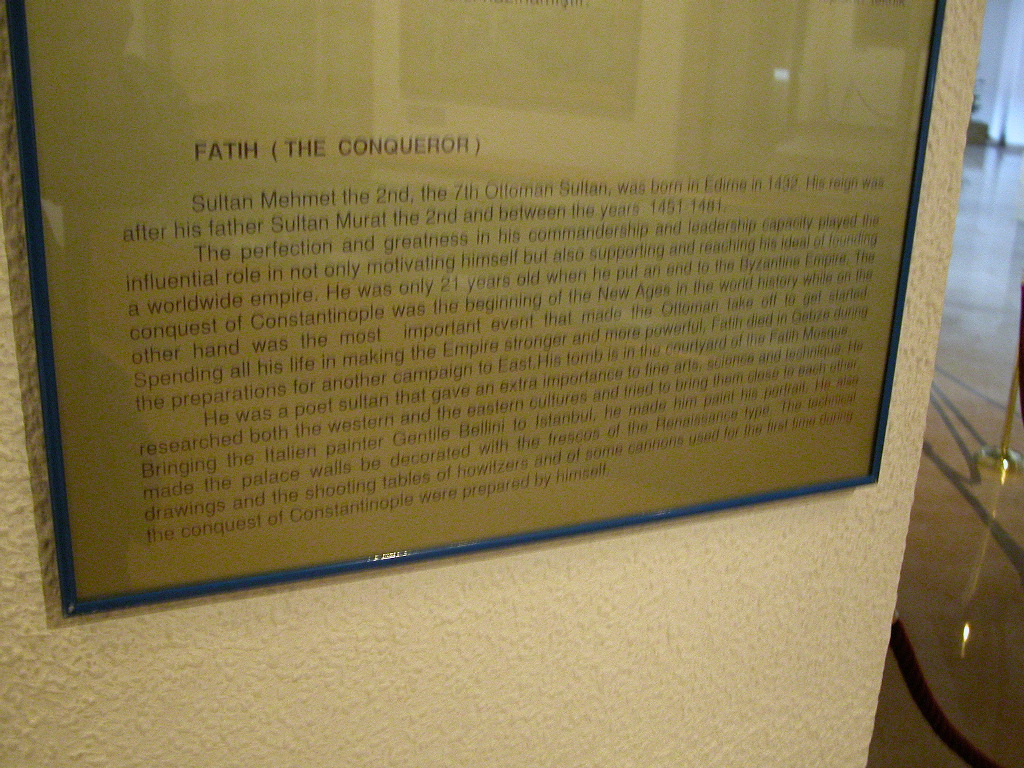 FATIH ( THE CONQUEROR )
Sultan Mehmet the 2nd, the 7th Ottoman Sultan, was born in Edirne in 1432. His reign was
after his father Sultan Murat the 2nd and between the years 1451 1481.
The perfection and greatness in his commandership and leadership capacity played the
influential role in not only motivating himself but also supporting and reaching his ideal of founding
a worldwide empire. He was only 21 years old when he put an end to the Byzantine Empire. The
conquest of Constantinople was the beginning of the New Ages in the world history while on the
other hand was the most important event that made the Ottoman take off to get started.
Spending all his life in making the Empire stronger and more powerful, Fatih died in Gebze during
the preparations for another campaign to East.His tomb is in the courtyard of the Fatih Mosque.
He was a poet sultan that gave an extra importance to fine arts, science and technique. He
researched both the western and the eastern cultures and tried to bring them close to each other.
Bringing the Italien painter Gentile Bellini to Istanbul, he made him paint his portrait. He also
made the palace walls be decorated with the frescos of the Renaissance type. The technical
drawings and the shooting tables of howitzers and of some cannons used for the first time during
the conquest of Constantinople were prepared by himself.